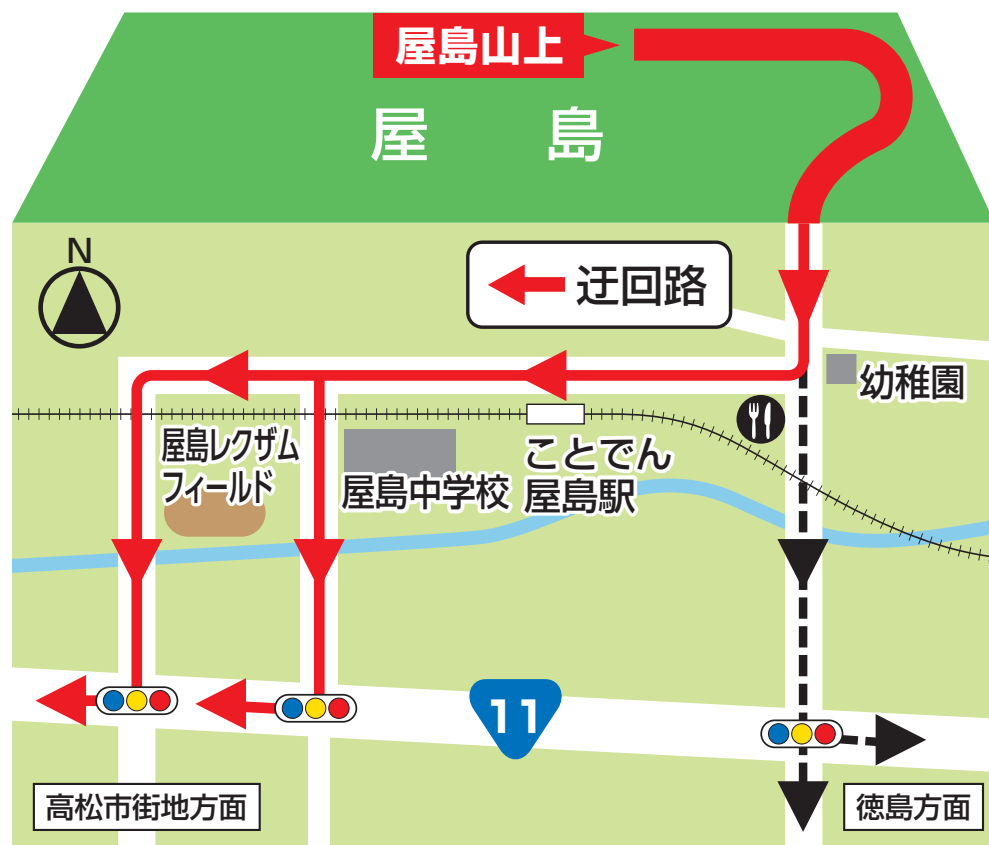 屋島山上
屋島
N
迂回路
幼稚園
屋島レクザム
フィールド
屋島中学校
ことでん
屋島駅
11
高松市街地方面
徳島方面